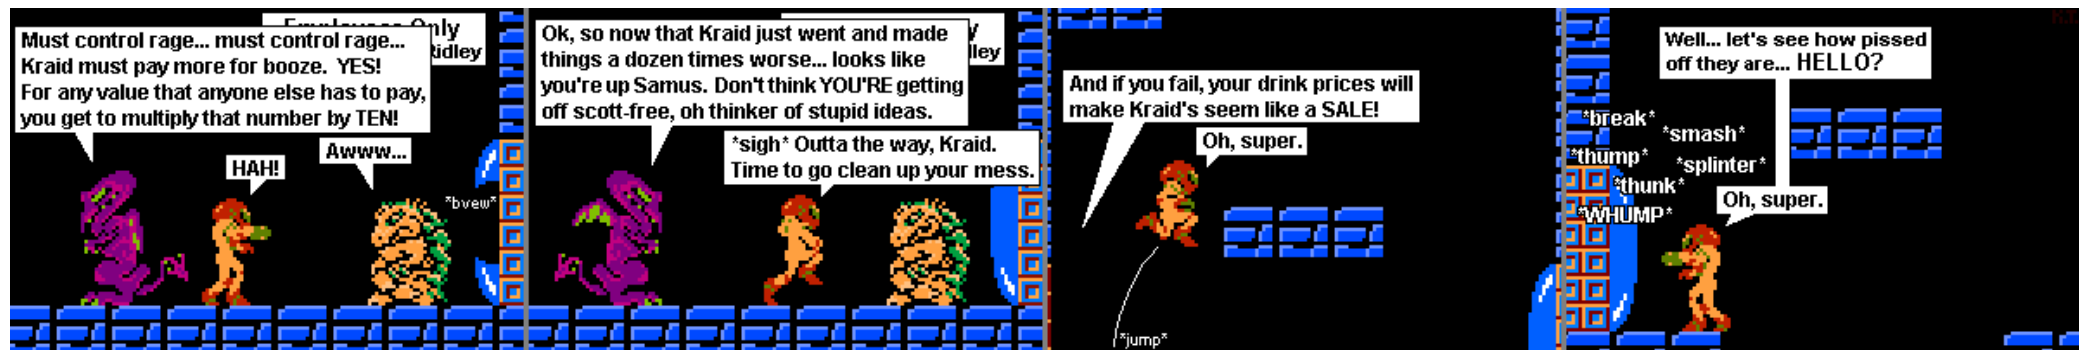 Employees Only
Ridley
Must control rage... must control rage...
Kraid must pay more for booze.  YES!
For any value that anyone else has to pay,
you get to multiply that number by TEN!
HAH!
Awww...
*bvew*
Ok, so now that Kraid just went and made
things a dozen times worse... looks like
you're up Samus.  Don't think YOU'RE getting
off scott-free, oh thinker of stupid ideas.
*sigh* Outta the way, Kraid.
Time to go clean up your mess.
And if you fail, your drink prices will
make Kraid's seem like a SALE!
Oh, super.
*jump*
Well... let's see how pissed
off they are... HELLO?
*break*
*smash*
*thump*
*splinter*
*thunk*
*WHUMP*
Oh, super.